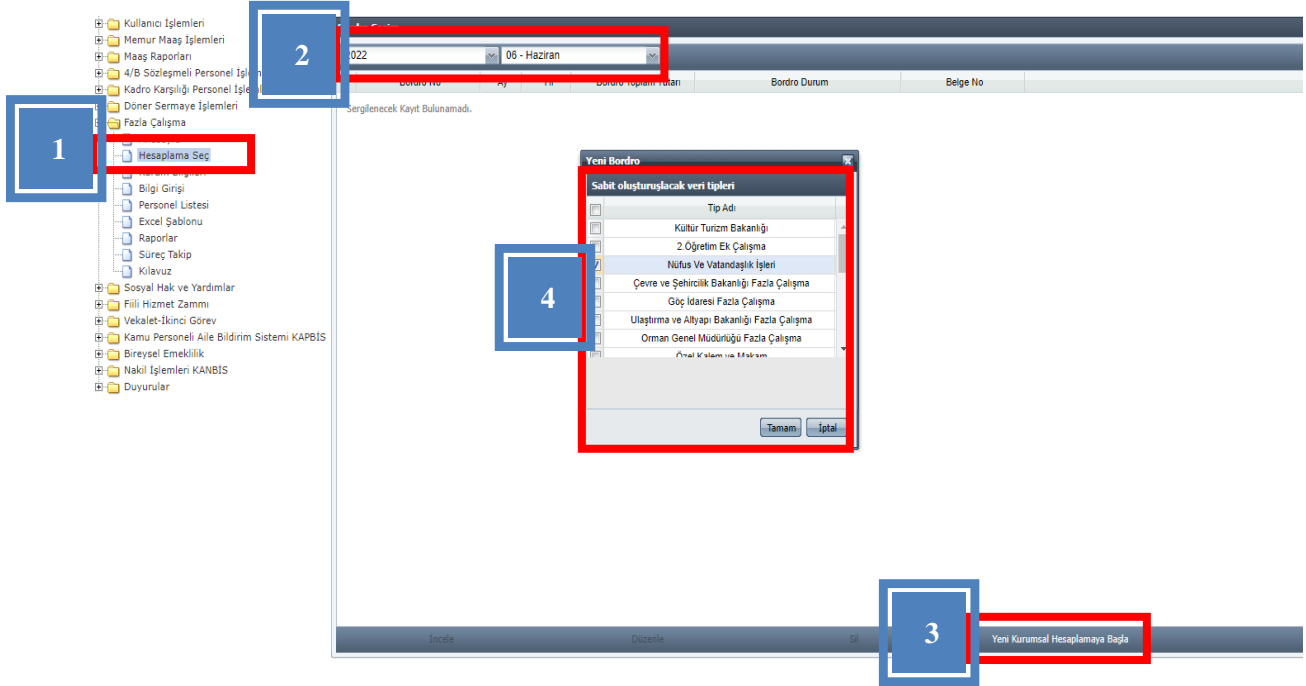 Kullanıcı İşlemleri
Memur Maaş İşlemleri
Maaş Raporları
4/B Sözleşmeli Personel
Kadro Karşılığı Personel
Döner Sermaye İşlemleri
Fazla Çalışma
Hesaplama Seç
Bilgi Girişi
Personel Listesi
Excel Şablonu
Raporlar
Süreç Takip
Kılavuz
Sosyal Hak ve Yardımlar
Fiili Hizmet Zammı
Vekalet-İkinci Görev
Kamu Personeli Aile Bildirim Sistemi KAPBİS
Bireysel Emeklilik
Nakil İşlemleri KANBİS
Duyurular
1
2
2022 06 - Haziran
Bordro No Ay Yıl Bordro Toplam Tutarı Bordro Durum Belge No
Sergilenecek Kayıt Bulunamadı.
Yeni Bordro
Sabit oluşturuşlacak veri tipleri
Tip Adı
Kültür Turizm Bakanlığı
2.Öğretim Ek Çalışma
Nüfus Ve Vatandaşlık İşleri
Çevre ve Şehircilik Bakanlığı Fazla Çalışma
Göç İdaresi Fazla Çalışma
Ulaştırma ve Altyapı Bakanlığı Fazla Çalışma
Orman Genel Müdürlüğü Fazla Çalışma
Özel Kalem ve Makam
4
Tamam İptal
İncele Düzenle Sil Yeni Kurumsal Hesaplamaya Başla
3